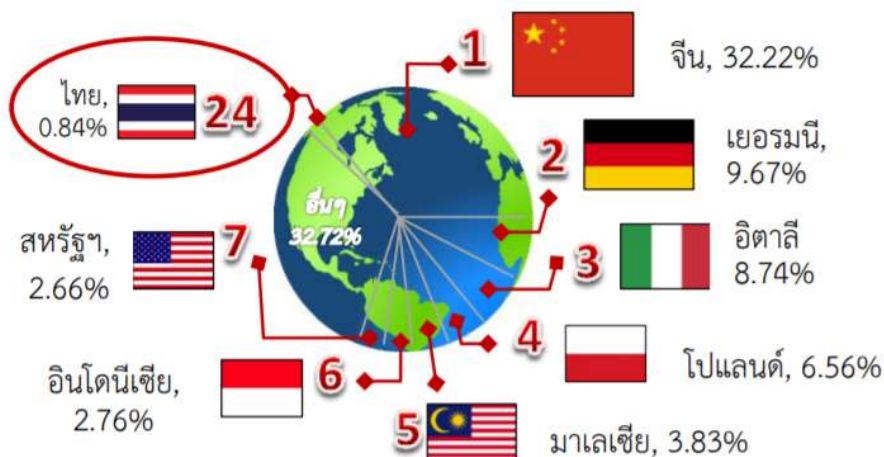 1
จีน, 32.22%
ไทย,
0.84%
24
2
เยอรมนี,
9.67%
อื่นๆ
32.72%
สหรัฐฯ,
2.66%
7
3
อิตาลี
8.74%
4
โปแลนด์, 6.56%
อินโดนีเซีย,
2.76%
6
5
มาเลเซีย, 3.83%